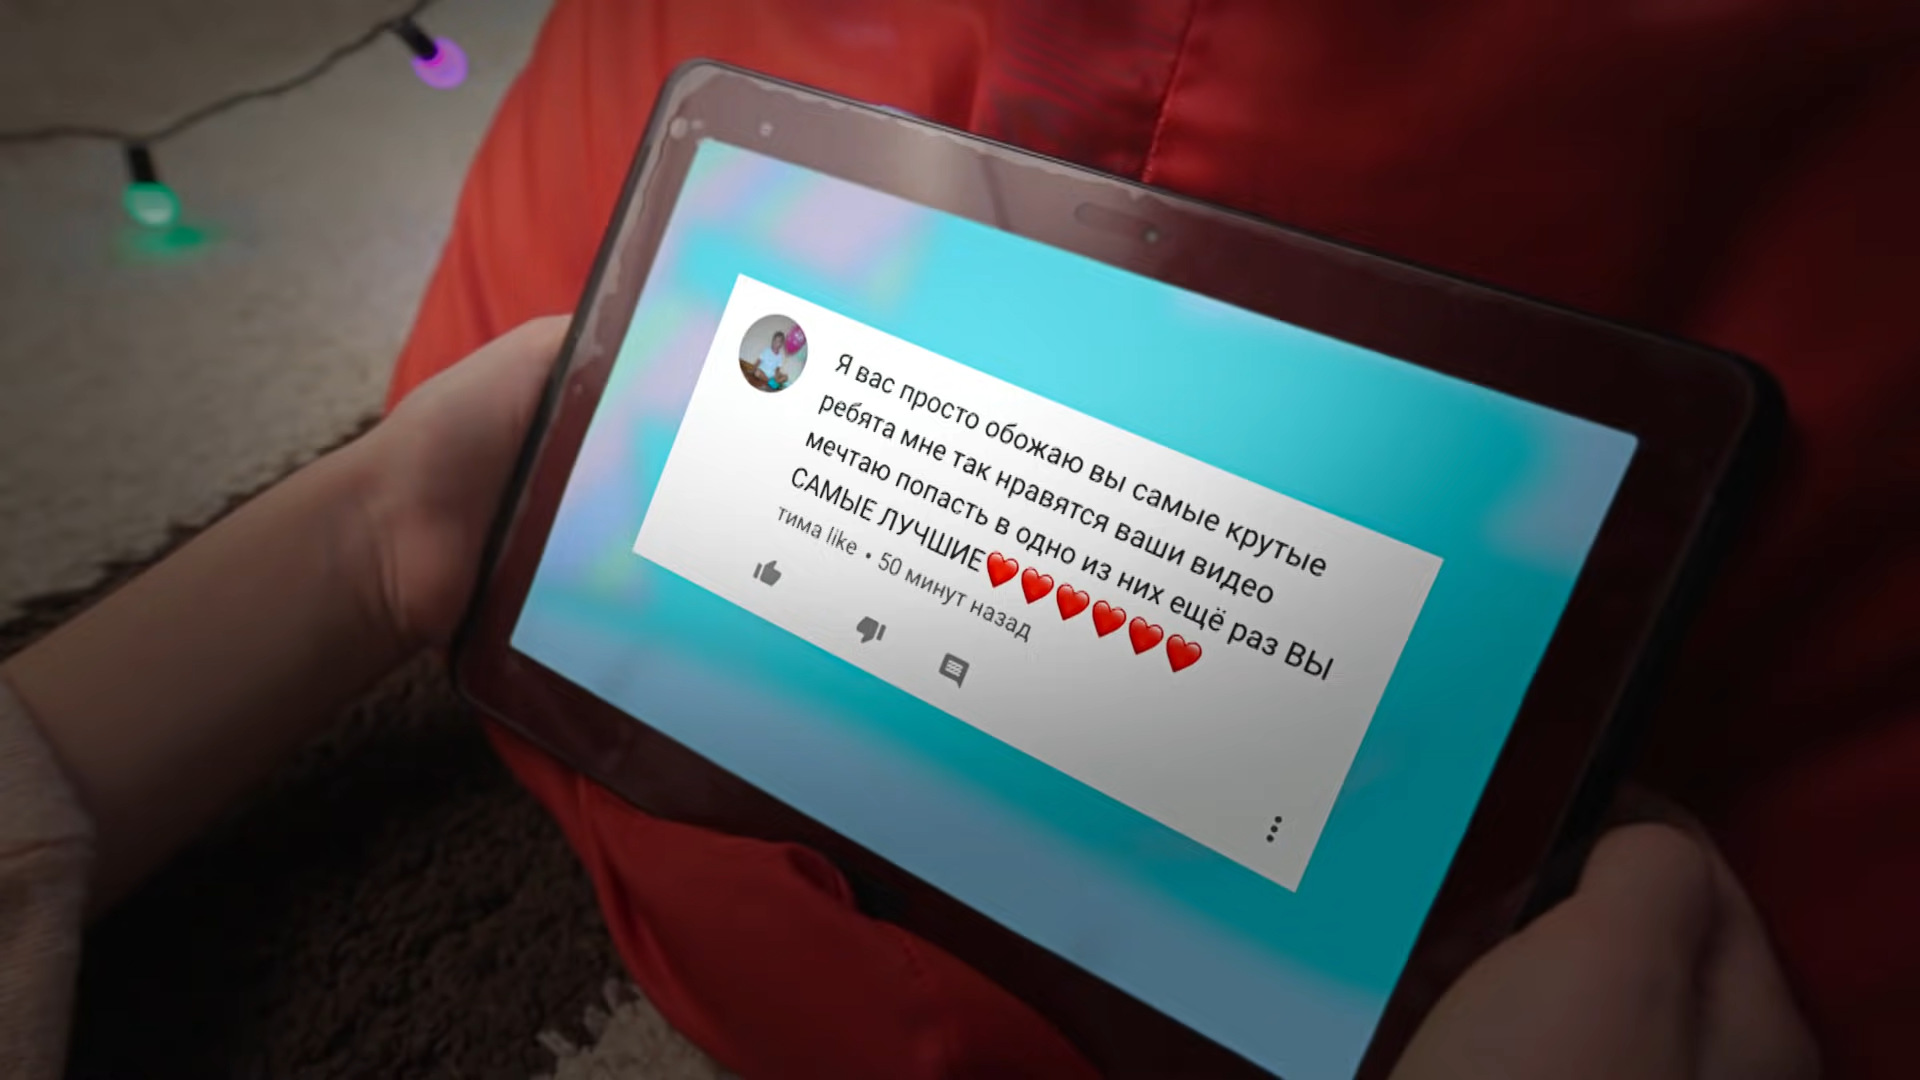 Я вас просто обожаю вы самые крутые
ребята мне так нравятся ваши видео
мечтаю попасть в одно из них ещё раз ВЫ
САМЫЕ ЛУЧШИЕ❤️❤️❤️❤️❤️❤️
тима like • 50 минут назад